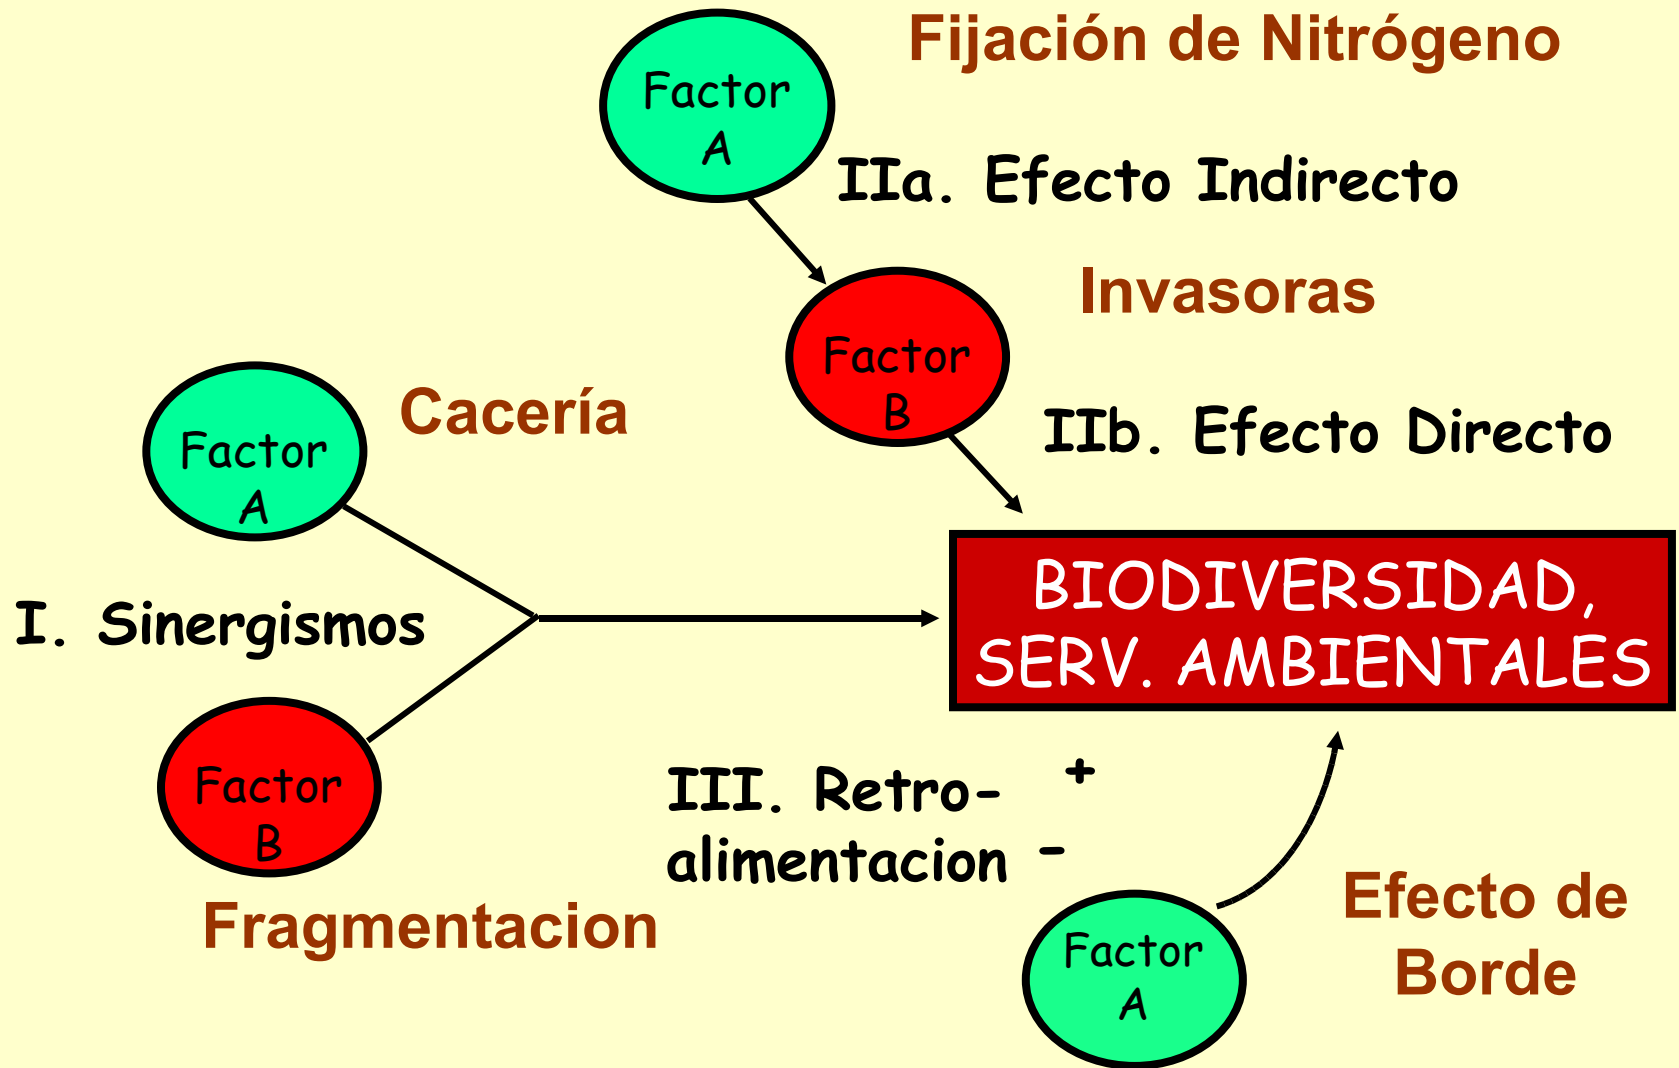 Fijación de Nitrógeno
Factor
A
IIa. Efecto Indirecto
Invasoras
Factor
B
IIb. Efecto Directo
Cacería
Factor
A
I. Sinergismos
Factor
B
Fragmentacion
BIODIVERSIDAD,
SERV. AMBIENTALES
III. Retro- +
alimentacion -
Factor
A
Efecto de
Borde